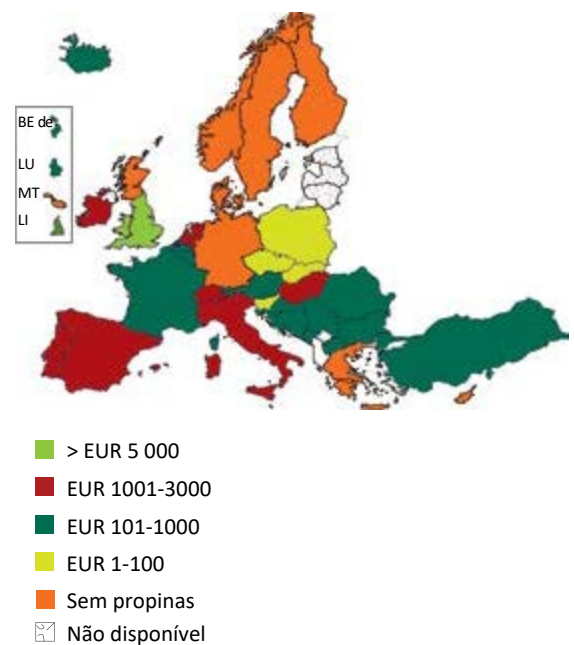 BE de
LU
MT
LI
> EUR 5 000
EUR 1001-3000
EUR 101-1000
EUR 1-100
Sem propinas
Não disponível